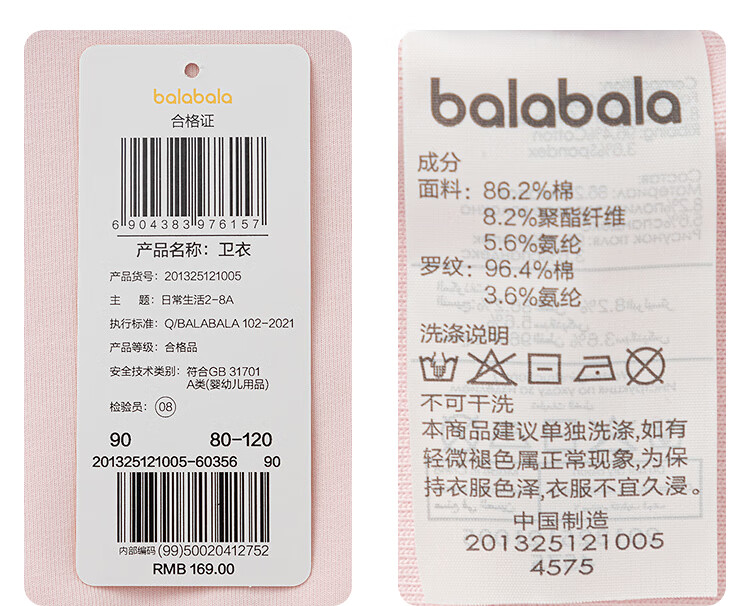 balabala
合格证
6904383976157
产品名称：卫衣
产品货号：201325121005
主 题：日常生活2-8A
执行标准：Q/BALABALA 102-2021
产品等级：合格品
安全技术类别：符合GB 31701
A类(婴幼儿用品)
检验员：08
90 80-120
201325121005-60356 90
内部编码 (99)50020412752
RMB 169.00
balabala
成分
面料：86.2%棉
8.2%聚酯纤维
5.6%氨纶
罗纹：96.4%棉
3.6%氨纶
洗涤说明
不可干洗
本商品建议单独洗涤,如有
轻微褪色属正常现象,为保
持衣服色泽,衣服不宜久浸。
中国制造
201325121005
4575